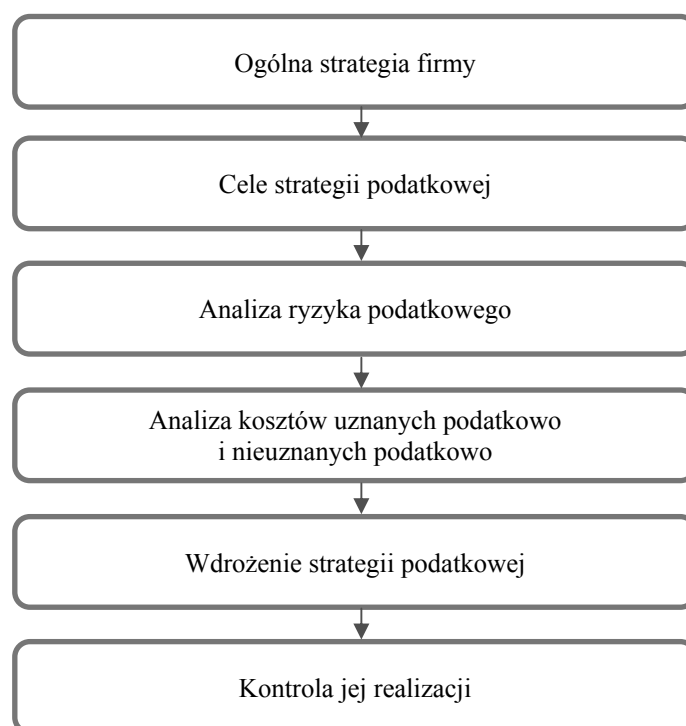 Ogólna strategia firmy
Cele strategii podatkowej
Analiza ryzyka podatkowego
Analiza kosztów uznanych podatkowo
i nieuznanych podatkowo
Wdrożenie strategii podatkowej
Kontrola jej realizacji